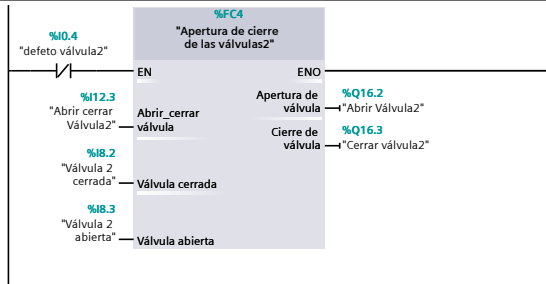 %FC4
"Apertura de cierre
de las válvulas2"
%I0.4
"defeto válvula2"
EN
ENO
%I12.3
"Abrir cerrar
Válvula2"
Abrir_cerrar
válvula
Apertura de
válvula
%Q16.2
"Abrir Válvula2"
Cierre de
válvula
%Q16.3
"Cerrar válvula2"
%I8.2
"Válvula 2
cerrada"
Válvula cerrada
%I8.3
"Válvula 2
abierta"
Válvula abierta